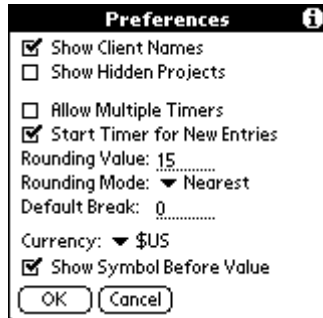 Preferences
Show Client Names
Show Hidden Projects
Allow Multiple Timers
Start Timer for New Entries
Rounding Value: 15
Rounding Mode: Nearest
Default Break: 0
Currency: $US
Show Symbol Before Value
OK Cancel